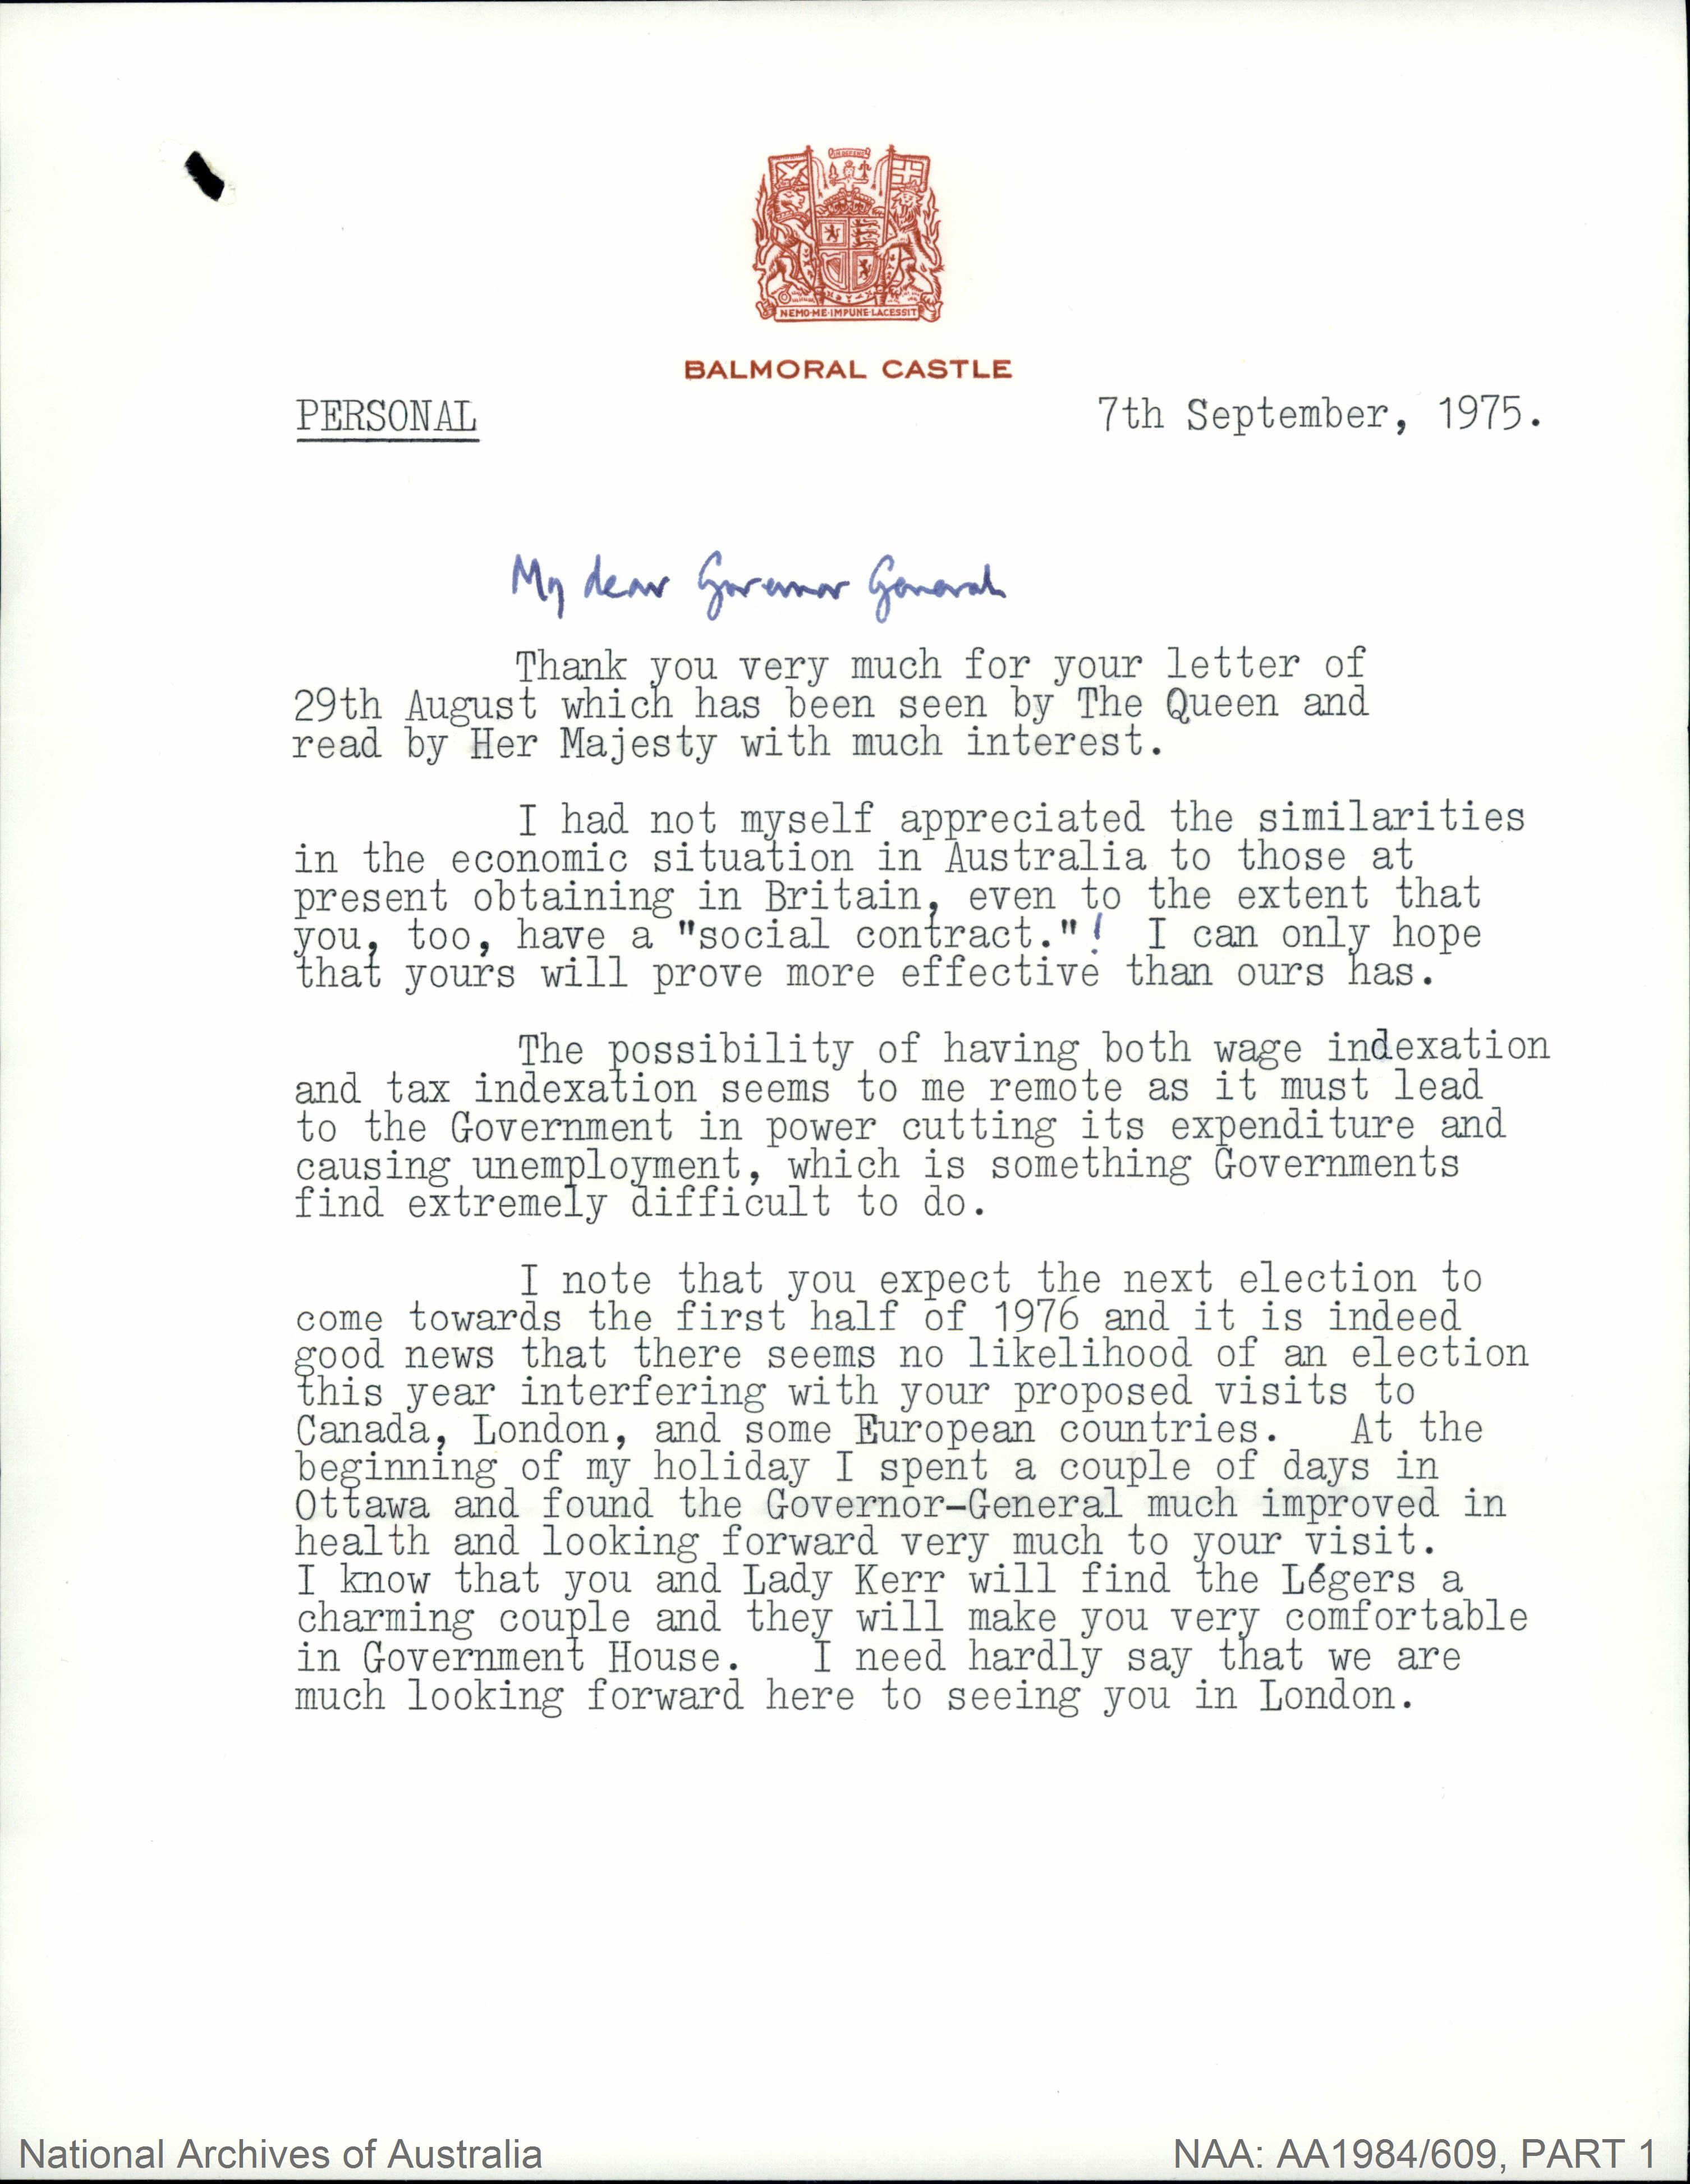 IN DEFENS
NEMO·ME·IMPUNE·LACESSIT
BALMORAL CASTLE
PERSONAL 7th September, 1975.
My dear Governor General
Thank you very much for your letter of
29th August which has been seen by The Queen and
read by Her Majesty with much interest.
I had not myself appreciated the similarities
in the economic situation in Australia to those at
present obtaining in Britain, even to the extent that
you, too, have a "social contract."! I can only hope
that yours will prove more effective than ours has.
The possibility of having both wage indexation
and tax indexation seems to me remote as it must lead
to the Government in power cutting its expenditure and
causing unemployment, which is something Governments
find extremely difficult to do.
I note that you expect the next election to
come towards the first half of 1976 and it is indeed
good news that there seems no likelihood of an election
this year interfering with your proposed visits to
Canada, London, and some European countries. At the
beginning of my holiday I spent a couple of days in
Ottawa and found the Governor-General much improved in
health and looking forward very much to your visit.
I know that you and Lady Kerr will find the Légers a
charming couple and they will make you very comfortable
in Government House. I need hardly say that we are
much looking forward here to seeing you in London.
National Archives of Australia NAA: AA1984/609, PART 1